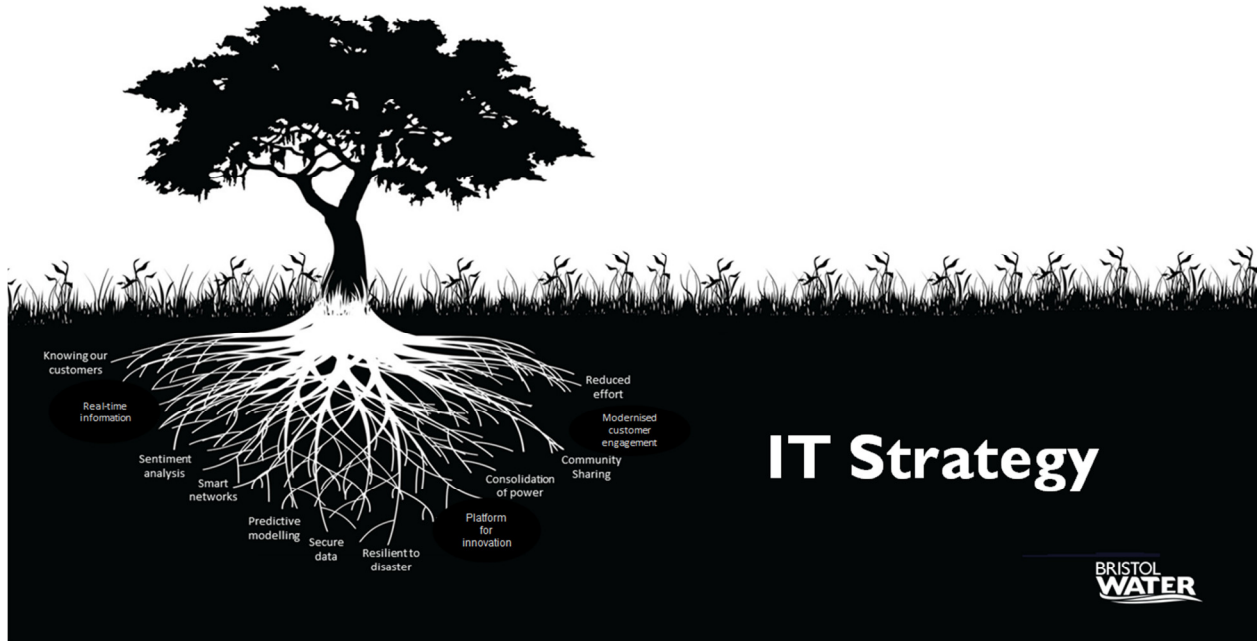 Knowing our
customers
Real-time
information
Sentiment
analysis
Smart
networks
Predictive
modelling
Secure
data
Resilient to
disaster
Platform
for
innovation
Consolidation
of power
Community
Sharing
Modernised
customer
engagement
Reduced
effort
IT Strategy
BRISTOL
WATER